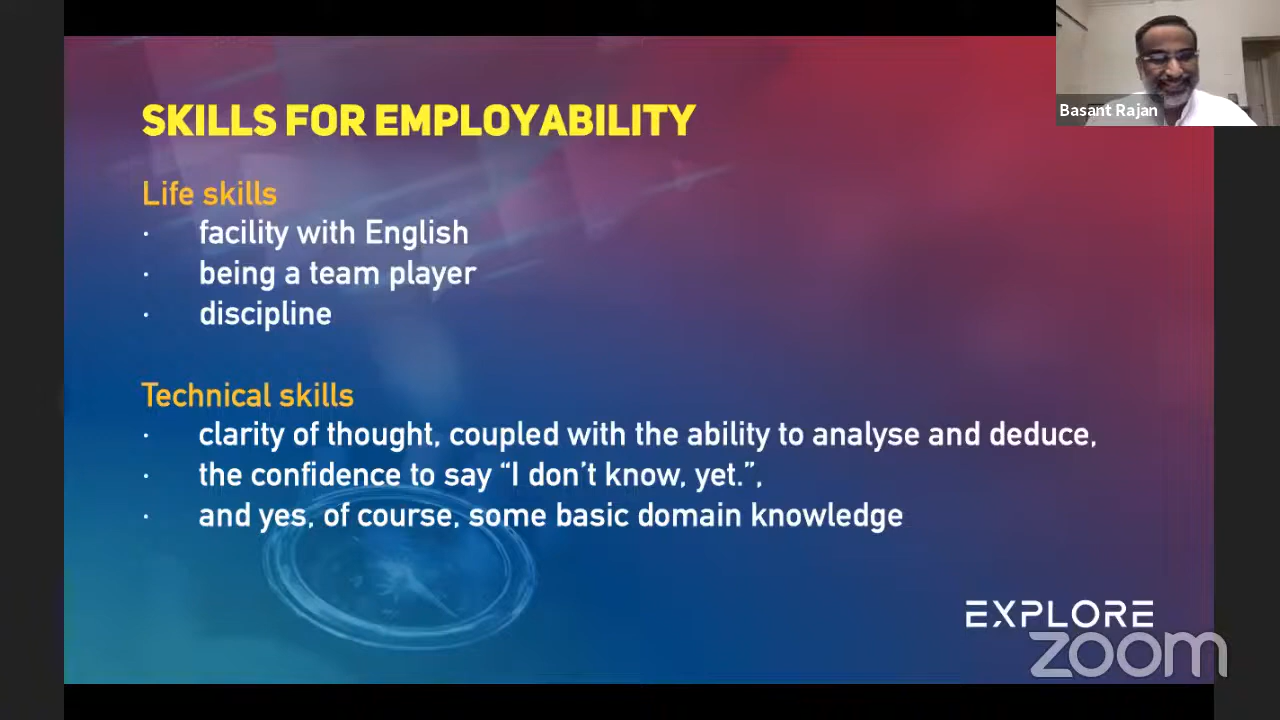 Basant Rajan
SKILLS FOR EMPLOYABILITY
Life skills
· facility with English
· being a team player
· discipline
Technical skills
· clarity of thought, coupled with the ability to analyse and deduce,
· the confidence to say “I don’t know, yet.”,
· and yes, of course, some basic domain knowledge
EXPLORE
zoom